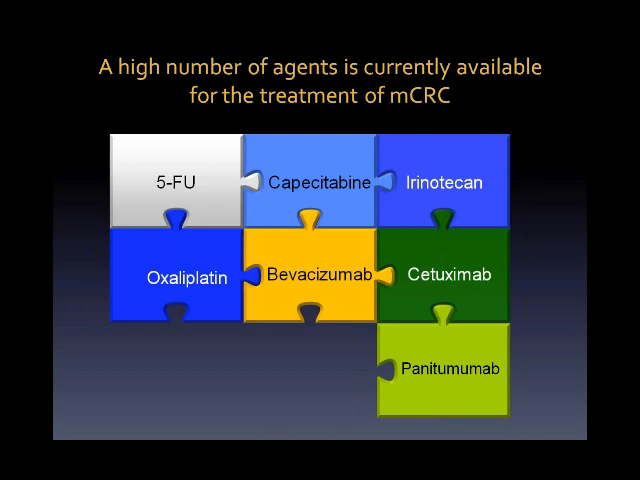 A high number of agents is currently available
for the treatment of mCRC
5-FU
Capecitabine
Irinotecan
Oxaliplatin
Bevacizumab
Cetuximab
Panitumumab